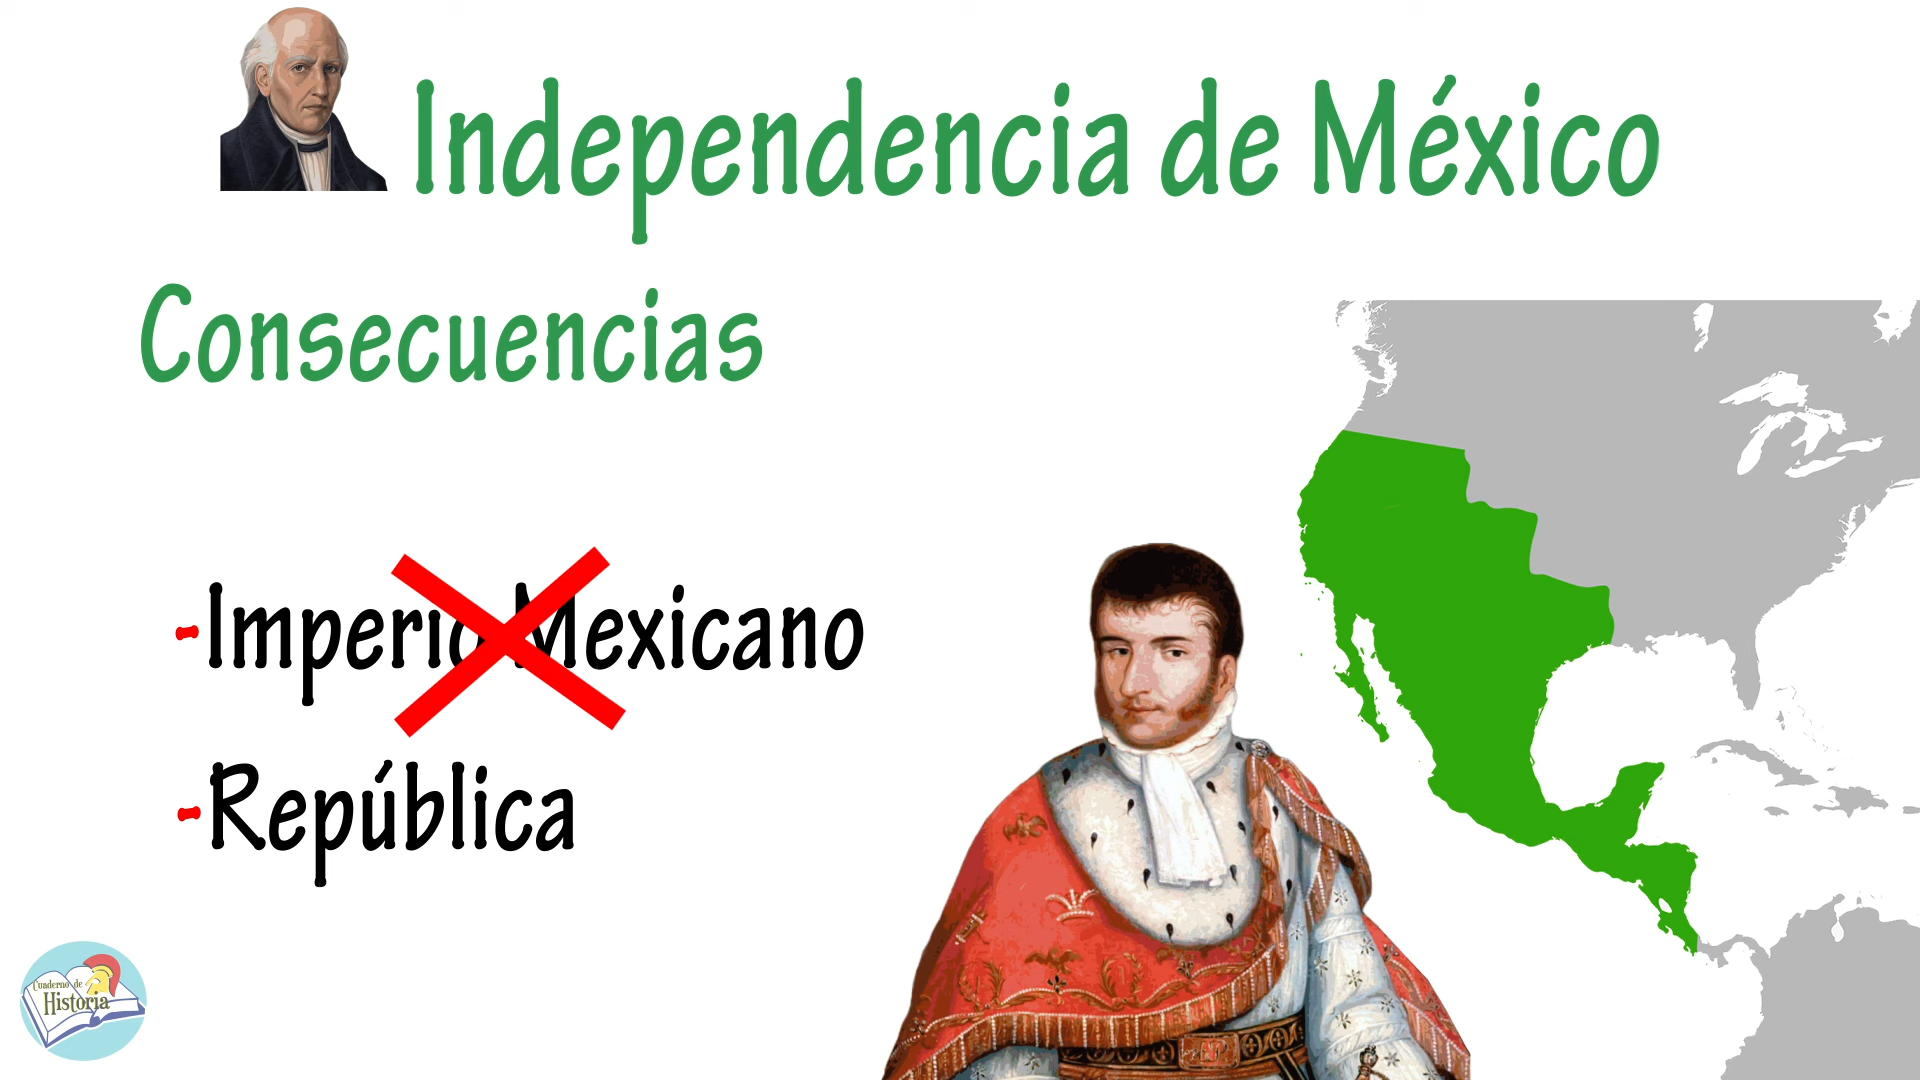 Independencia de México
Consecuencias
-Imperio Mexicano
-República
Cuaderno de
Historia